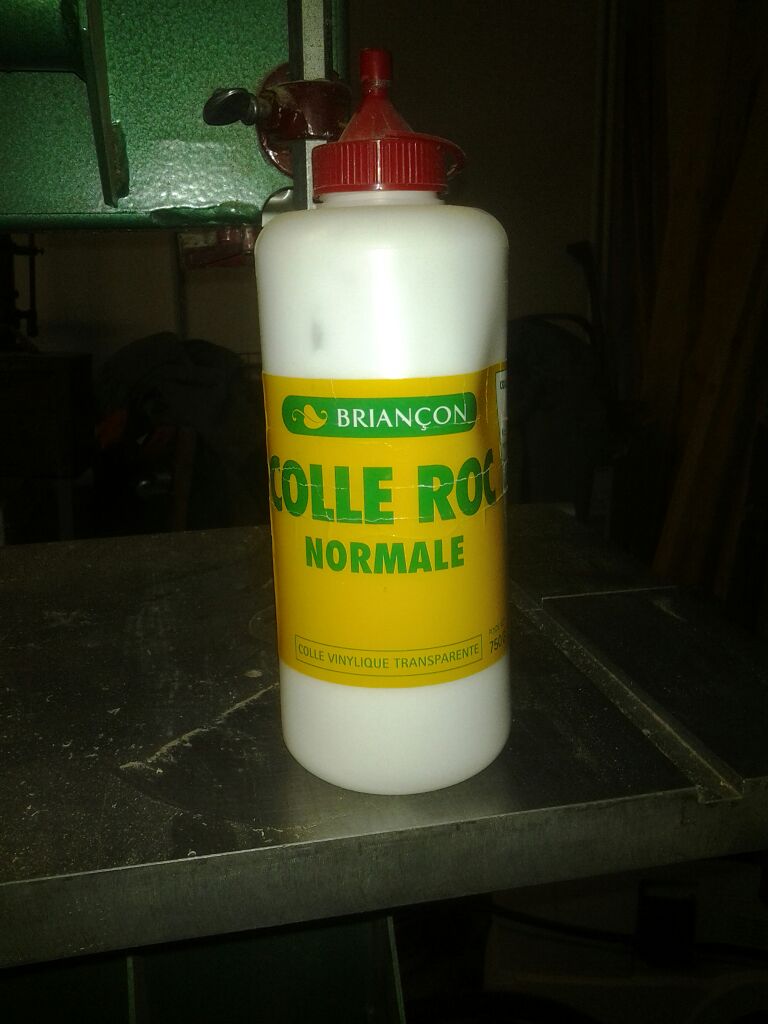 BRIANÇON
COLLE ROC
NORMALE
COLLE VINYLIQUE TRANSPARENTE